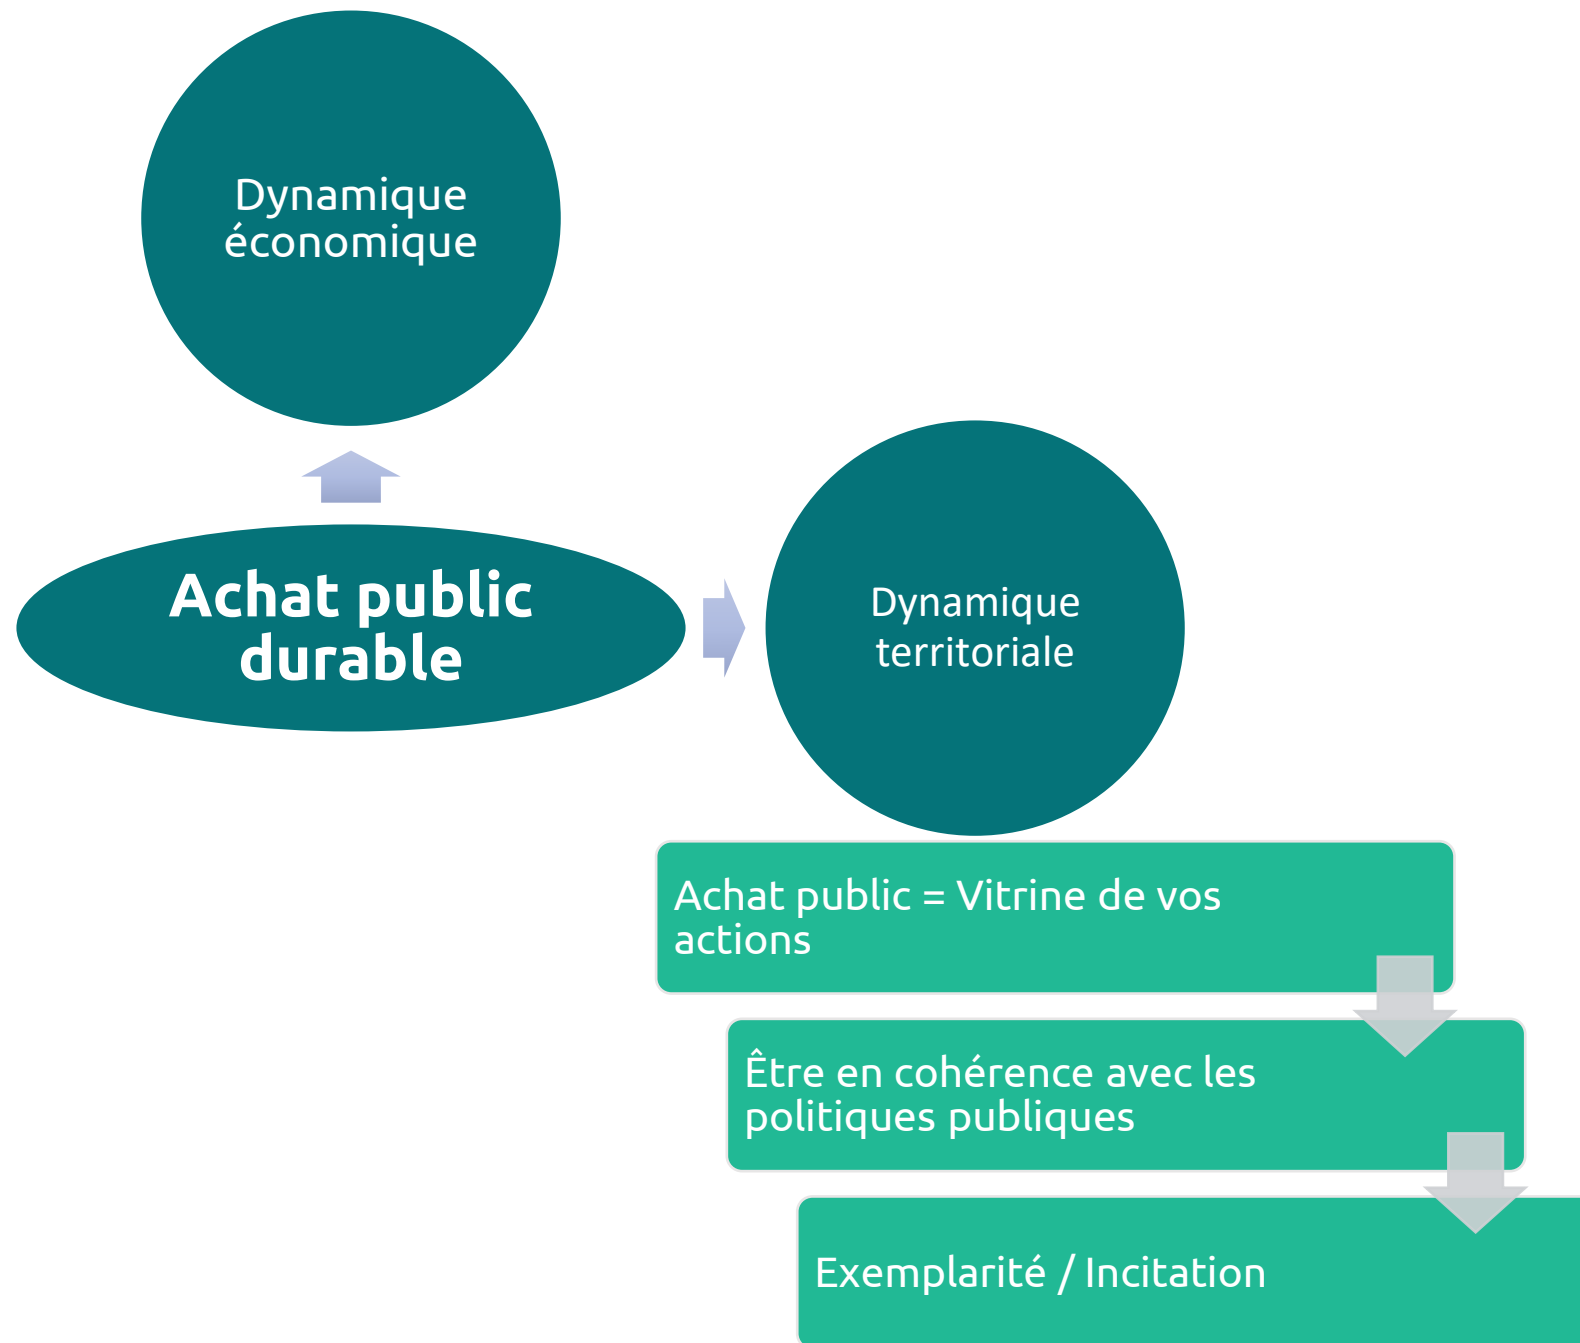 Dynamique
économique
Achat public
durable
Dynamique
territoriale
Achat public = Vitrine de vos
actions
Être en cohérence avec les
politiques publiques
Exemplarité / Incitation